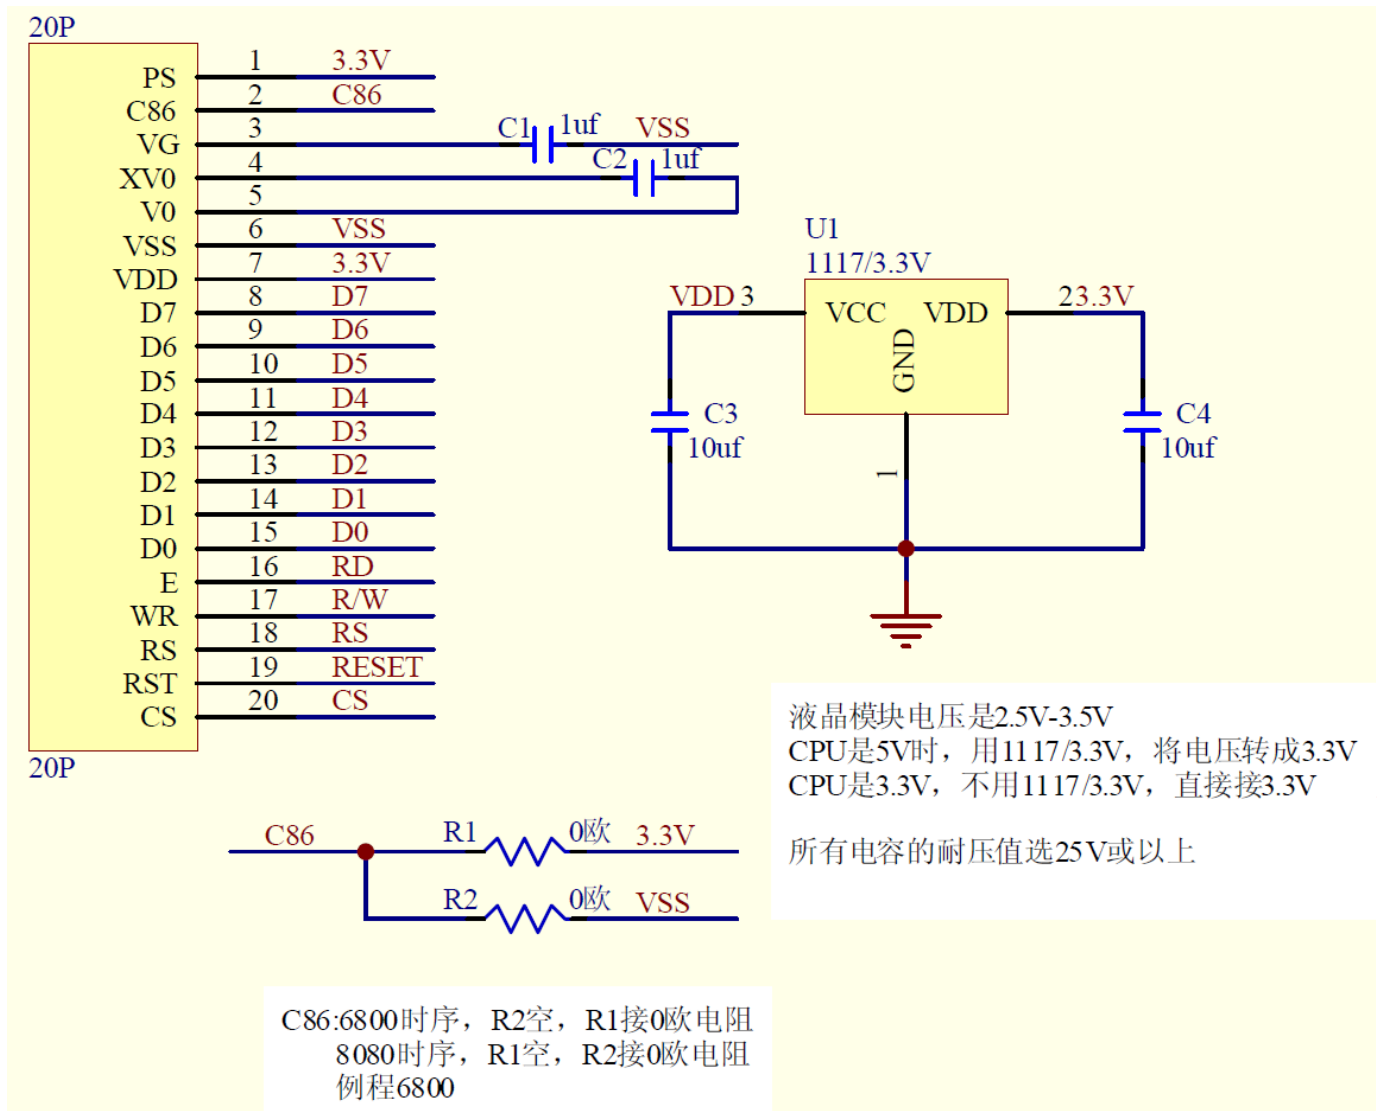 20P
PS 1 3.3V
C86 2 C86
VG 3 C1 1uf VSS
XV0 4 C2 1uf
V0 5
VSS 6 VSS
VDD 7 3.3V
D7 8 D7
D6 9 D6
D5 10 D5
D4 11 D4
D3 12 D3
D2 13 D2
D1 14 D1
D0 15 D0
E 16 RD
WR 17 R/W
RS 18 RS
RST 19 RESET
CS 20 CS
20P
U1
1117/3.3V
VDD 3 VCC VDD 2 3.3V
GND
1
C3
10uf
C4
10uf
液晶模块电压是2.5V-3.5V
CPU是5V时，用1117/3.3V，将电压转成3.3V
CPU是3.3V，不用1117/3.3V，直接接3.3V
所有电容的耐压值选25V或以上
C86 R1 0欧 3.3V
R2 0欧 VSS
C86:6800时序，R2空，R1接0欧电阻
8080时序，R1空，R2接0欧电阻
例程6800